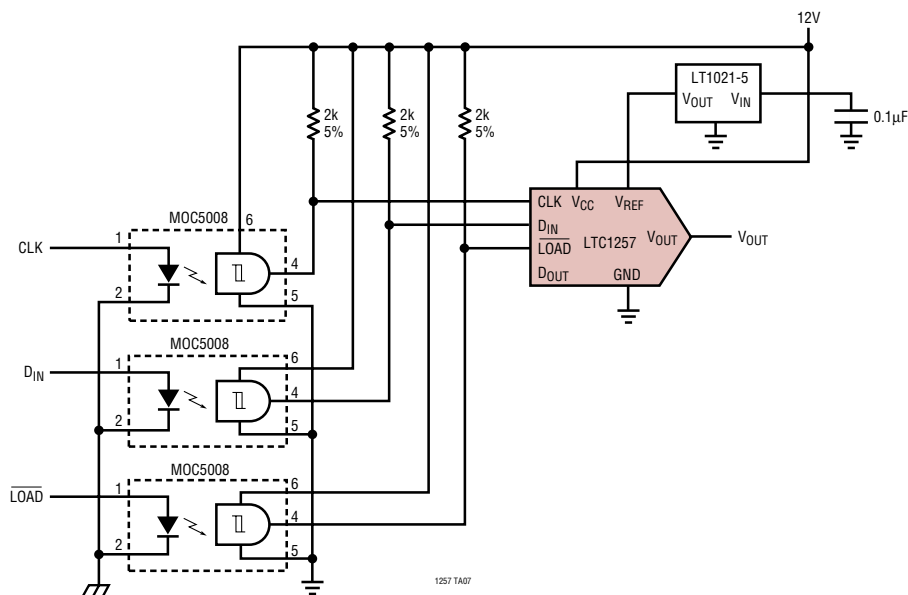 12V
LT1021-5
VOUT VIN
0.1µF
2k
5%
2k
5%
2k
5%
CLK VCC VREF
DIN
LOAD LTC1257 VOUT
DOUT GND
VOUT
MOC5008
6
CLK 1
4
2 5
MOC5008
DIN 1 6
4
2 5
MOC5008
LOAD 1 6
4
2 5
1257 TA07